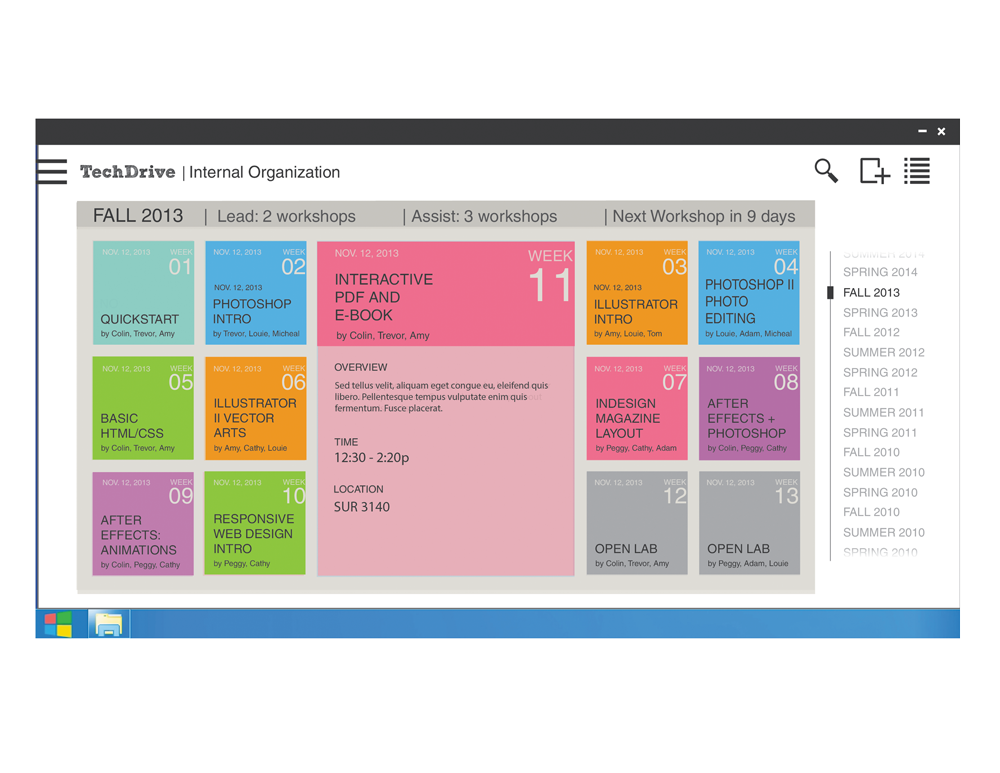 TechDrive | Internal Organization
FALL 2013 | Lead: 2 workshops | Assist: 3 workshops | Next Workshop in 9 days
NOV. 12, 2013 WEEK
01
QUICKSTART
by Colin, Trevor, Amy
NOV. 12, 2013 WEEK
02
NOV. 12, 2013
PHOTOSHOP
INTRO
by Trevor, Louie, Micheal
NOV. 12, 2013 WEEK
11
INTERACTIVE
PDF AND
E-BOOK
by Colin, Trevor, Amy
OVERVIEW
Sed tellus velit, aliquam eget congue eu, eleifend quis
libero. Pellentesque tempus vulputate enim quis
fermentum. Fusce placerat.
TIME
12:30 - 2:20p
LOCATION
SUR 3140
NOV. 12, 2013 WEEK
03
NOV. 12, 2013
ILLUSTRATOR
INTRO
by Amy, Louie, Tom
NOV. 12, 2013 WEEK
04
PHOTOSHOP II
PHOTO
EDITING
by Louie, Adam, Micheal
NOV. 12, 2013 WEEK
05
BASIC
HTML/CSS
by Colin, Trevor, Amy
NOV. 12, 2013 WEEK
06
ILLUSTRATOR
II VECTOR
ARTS
by Amy, Cathy, Louie
NOV. 12, 2013 WEEK
07
INDESIGN
MAGAZINE
LAYOUT
by Peggy, Cathy, Adam
NOV. 12, 2013 WEEK
08
AFTER
EFFECTS +
PHOTOSHOP
by Colin, Peggy, Cathy
NOV. 12, 2013 WEEK
09
AFTER
EFFECTS:
ANIMATIONS
by Colin, Peggy, Cathy
NOV. 12, 2013 WEEK
10
RESPONSIVE
WEB DESIGN
INTRO
by Peggy, Cathy
NOV. 12, 2013 WEEK
12
OPEN LAB
by Colin, Trevor, Amy
NOV. 12, 2013 WEEK
13
OPEN LAB
by Peggy, Adam, Louie
SUMMER 2014
SPRING 2014
FALL 2013
SPRING 2013
FALL 2012
SUMMER 2012
SPRING 2012
FALL 2011
SUMMER 2011
SPRING 2011
FALL 2010
SUMMER 2010
SPRING 2010
FALL 2010
SUMMER 2010
SPRING 2010